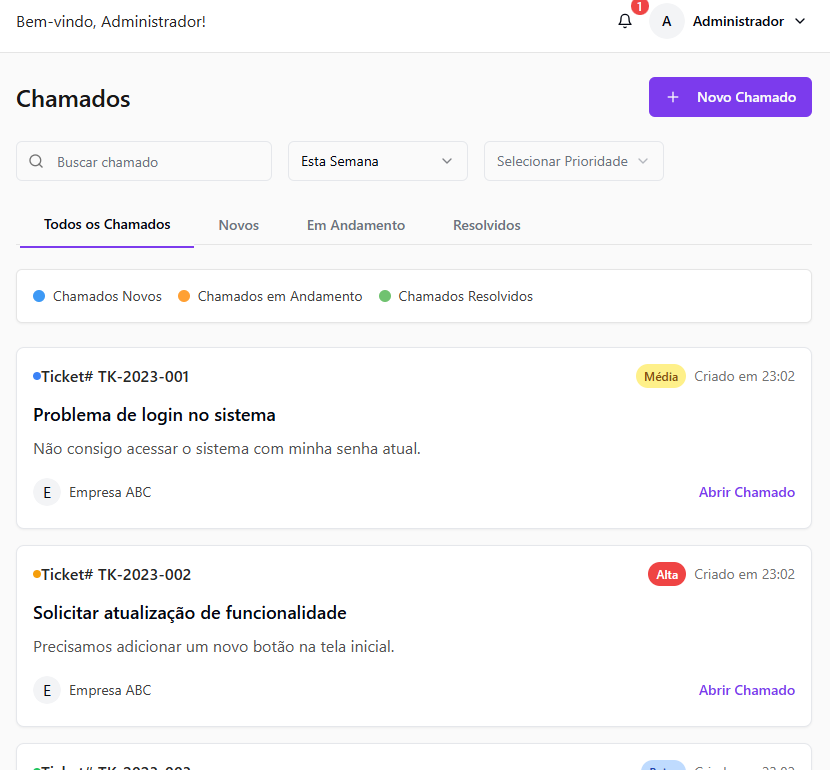 Bem-vindo, Administrador!
1
A
Administrador
Chamados
+ Novo Chamado
Buscar chamado
Esta Semana
Selecionar Prioridade
Todos os Chamados
Novos
Em Andamento
Resolvidos
Chamados Novos
Chamados em Andamento
Chamados Resolvidos
Ticket# TK-2023-001
Média
Criado em 23:02
Problema de login no sistema
Não consigo acessar o sistema com minha senha atual.
E
Empresa ABC
Abrir Chamado
Ticket# TK-2023-002
Alta
Criado em 23:02
Solicitar atualização de funcionalidade
Precisamos adicionar um novo botão na tela inicial.
E
Empresa ABC
Abrir Chamado
Ticket# TK-2023-003